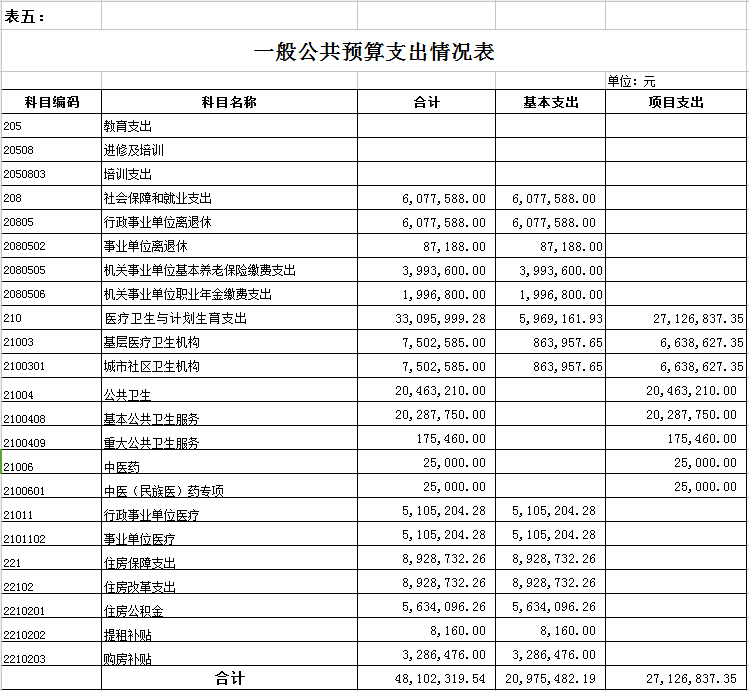 表五：
一般公共预算支出情况表
单位：元
科目编码 科目名称 合计 基本支出 项目支出
205 教育支出
20508 进修及培训
2050803 培训支出
208 社会保障和就业支出 6,077,588.00 6,077,588.00
20805 行政事业单位离退休 6,077,588.00 6,077,588.00
2080502 事业单位离退休 87,188.00 87,188.00
2080505 机关事业单位基本养老保险缴费支出 3,993,600.00 3,993,600.00
2080506 机关事业单位职业年金缴费支出 1,996,800.00 1,996,800.00
210 医疗卫生与计划生育支出 33,095,999.28 5,969,161.93 27,126,837.35
21003 基层医疗卫生机构 7,502,585.00 863,957.65 6,638,627.35
2100301 城市社区卫生机构 7,502,585.00 863,957.65 6,638,627.35
21004 公共卫生 20,463,210.00 20,463,210.00
2100408 基本公共卫生服务 20,287,750.00 20,287,750.00
2100409 重大公共卫生服务 175,460.00 175,460.00
21006 中医药 25,000.00 25,000.00
2100601 中医（民族医）药专项 25,000.00 25,000.00
21011 行政事业单位医疗 5,105,204.28 5,105,204.28
2101102 事业单位医疗 5,105,204.28 5,105,204.28
221 住房保障支出 8,928,732.26 8,928,732.26
22102 住房改革支出 8,928,732.26 8,928,732.26
2210201 住房公积金 5,634,096.26 5,634,096.26
2210202 提租补贴 8,160.00 8,160.00
2210203 购房补贴 3,286,476.00 3,286,476.00
合计 48,102,319.54 20,975,482.19 27,126,837.35